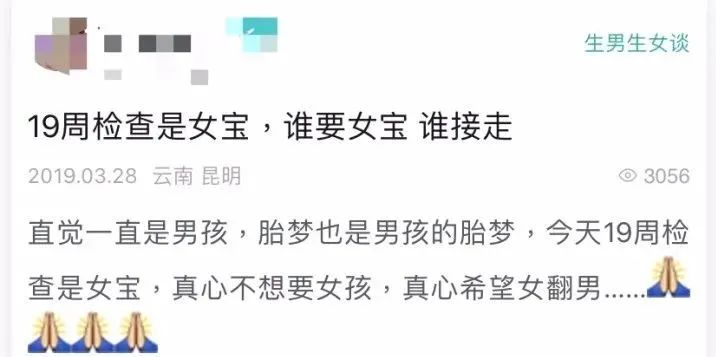 生男生女谈
19周检查是女宝，谁要女宝 谁接走
2019.03.28 云南 昆明 3056
直觉一直是男孩，胎梦也是男孩的胎梦，今天19周检
查是女宝，真心不想要女孩，真心希望女翻男......🙏
🙏🙏🙏